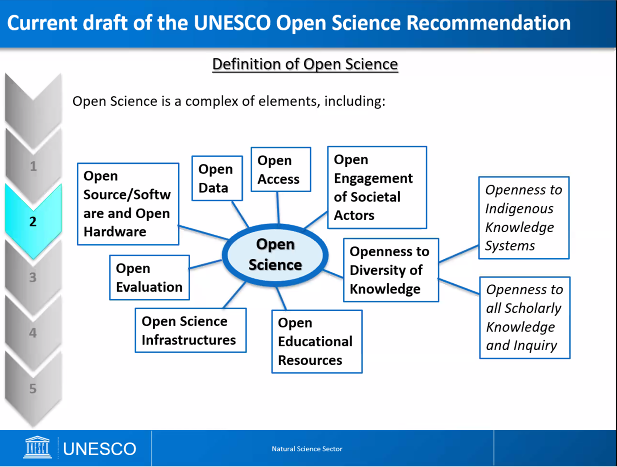 Current draft of the UNESCO Open Science Recommendation
Definition of Open Science
Open Science is a complex of elements, including:
1
2
3
4
5
Open
Source/Softw
are and Open
Hardware
Open
Data
Open
Access
Open
Engagement
of Societal
Actors
Open
Science
Openness to
Diversity of
Knowledge
Openness to
Indigenous
Knowledge
Systems
Openness to
all Scholarly
Knowledge
and Inquiry
Open
Evaluation
Open Science
Infrastructures
Open
Educational
Resources
UNESCO
Natural Science Sector